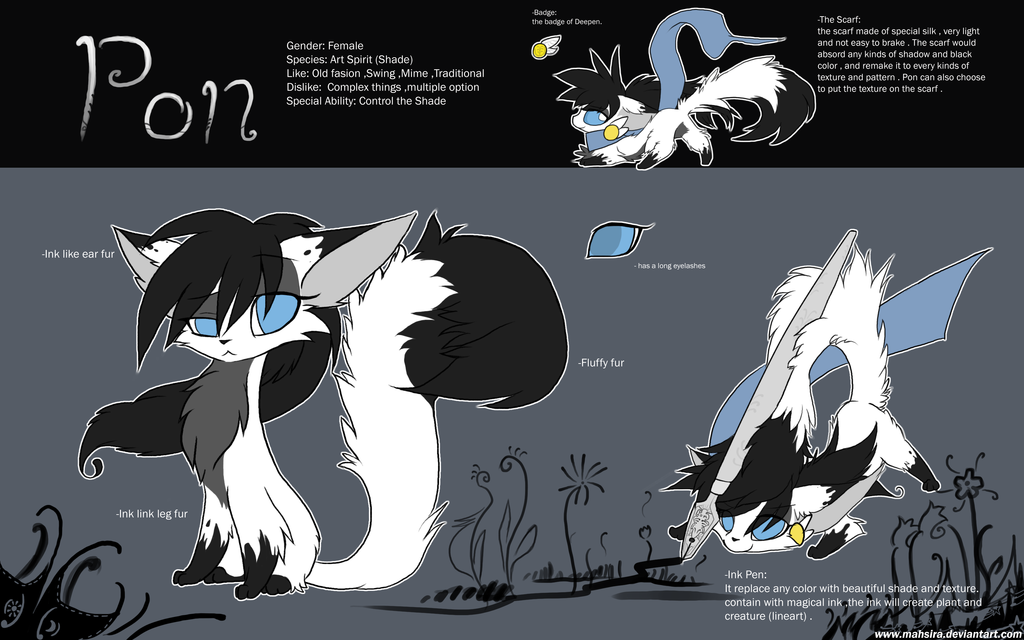 Pon
Gender: Female
Species: Art Spirit (Shade)
Like: Old fasion ,Swing ,Mime ,Traditional
Dislike:  Complex things ,multiple option
Special Ability: Control the Shade
-Badge:
the badge of Deepen.
-The Scarf:
the scarf made of special silk , very light
and not easy to brake . The scarf would
absord any kinds of shadow and black
color , and remake it to every kinds of
texture and pattern . Pon can also choose
to put the texture on the scarf .
-Ink like ear fur
- has a long eyelashes
-Fluffy fur
-Ink link leg fur
-Ink Pen:
It replace any color with beautiful shade and texture.
contain with magical ink ,the ink will create plant and
creature (lineart) .
www.mahsira.deviantart.com